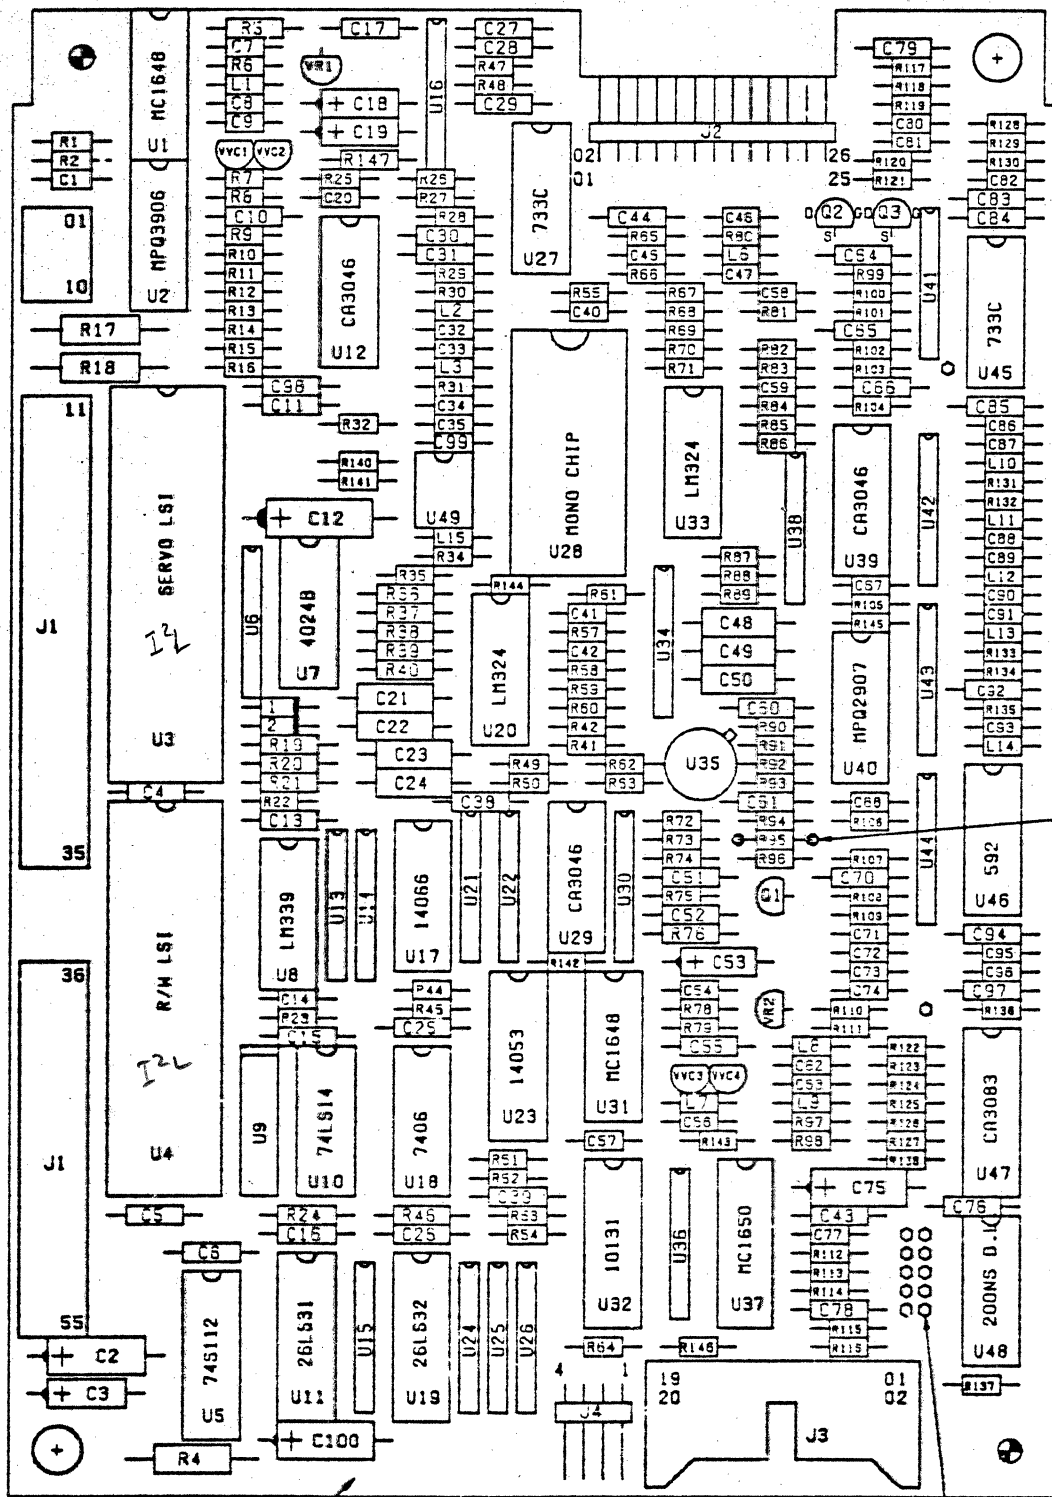 R5
C7
R6
L1
C8
C9
VR1
C17
+ C18
+ C19
R147
U16
C27
C28
R47
R48
C29
C79
R117
R118
R119
C80
C81
R120
R121
MC1648
U1
R1
R2
C1
VVC1
VVC2
R7
R8
C10
R9
R10
R11
R12
R13
R14
R15
R16
R25
C20
R26
R27
R28
C30
C31
R29
R30
L2
C32
C33
L3
R31
C34
C35
C99
733C
U27
J2
02
01
26
25
R128
R129
R130
C82
C83
C84
01
10
MPQ3906
U2
CA3046
U12
C44
R65
C45
R66
C46
R80
L6
C47
D Q2 G
S
D Q3 G
S
C64
R99
R100
R101
C65
R102
R103
C66
R104
U41
733C
U45
R17
R18
R55
C40
R67
R68
R69
R70
R71
C58
R81
R82
R83
C59
R84
R85
R86
C98
C11
R32
R140
R141
11
J1
35
SERVO LSI
I²L
U3
+ C12
U49
L15
R34
MONO CHIP
U28
LM324
U33
U38
CA3046
U39
U42
C85
C86
C87
L10
R131
R132
L11
C88
C89
L12
C90
C91
L13
R133
R134
C92
R135
C93
L14
U6
4024B
U7
R35
R36
R37
R38
R39
R40
C21
C22
C23
C24
R144
LM324
U20
R61
C41
R57
C42
R58
R59
R60
R42
R41
U34
R87
R88
R89
C48
C49
C50
C67
R105
R145
MPQ2907
U40
U43
1
2
R19
R20
R21
R22
C13
R49
R50
R62
R53
U35
C60
R90
R91
R92
R93
C61
R94
R95
R96
C68
R106
U44
592
U46
C4
C38
R/W LSI
I²L
U4
LM339
U8
U13
U14
14066
U17
U21
U22
CA3046
U29
U30
R72
R73
R74
C51
R75
C52
R76
Q1
R107
C70
R108
R109
C71
C72
C73
C74
R110
R111
C94
C95
C96
C97
R136
36
J1
55
C14
R23
C15
R44
R45
C25
R142
+ C53
C54
R78
R79
C55
VR2
14053
U23
MC1648
U31
VVC3
VVC4
L7
C56
R143
L8
C62
C63
L9
R97
R98
R122
R123
R124
R125
R126
R127
R138
CA3083
U47
U9
74LS14
U10
7406
U18
R51
R52
C39
R53
R54
C57
C5
R24
C16
R46
C26
10131
U32
U36
MC1650
U37
+ C75
C43
C77
R112
R113
R114
C78
R115
R116
C76
200NS D.L
U48
C6
74S112
U5
26LS31
U11
U15
26LS32
U19
U24
U25
U26
R64
R146
+ C2
+ C3
R4
+ C100
4
1
J4
19
20
01
02
J3
R137